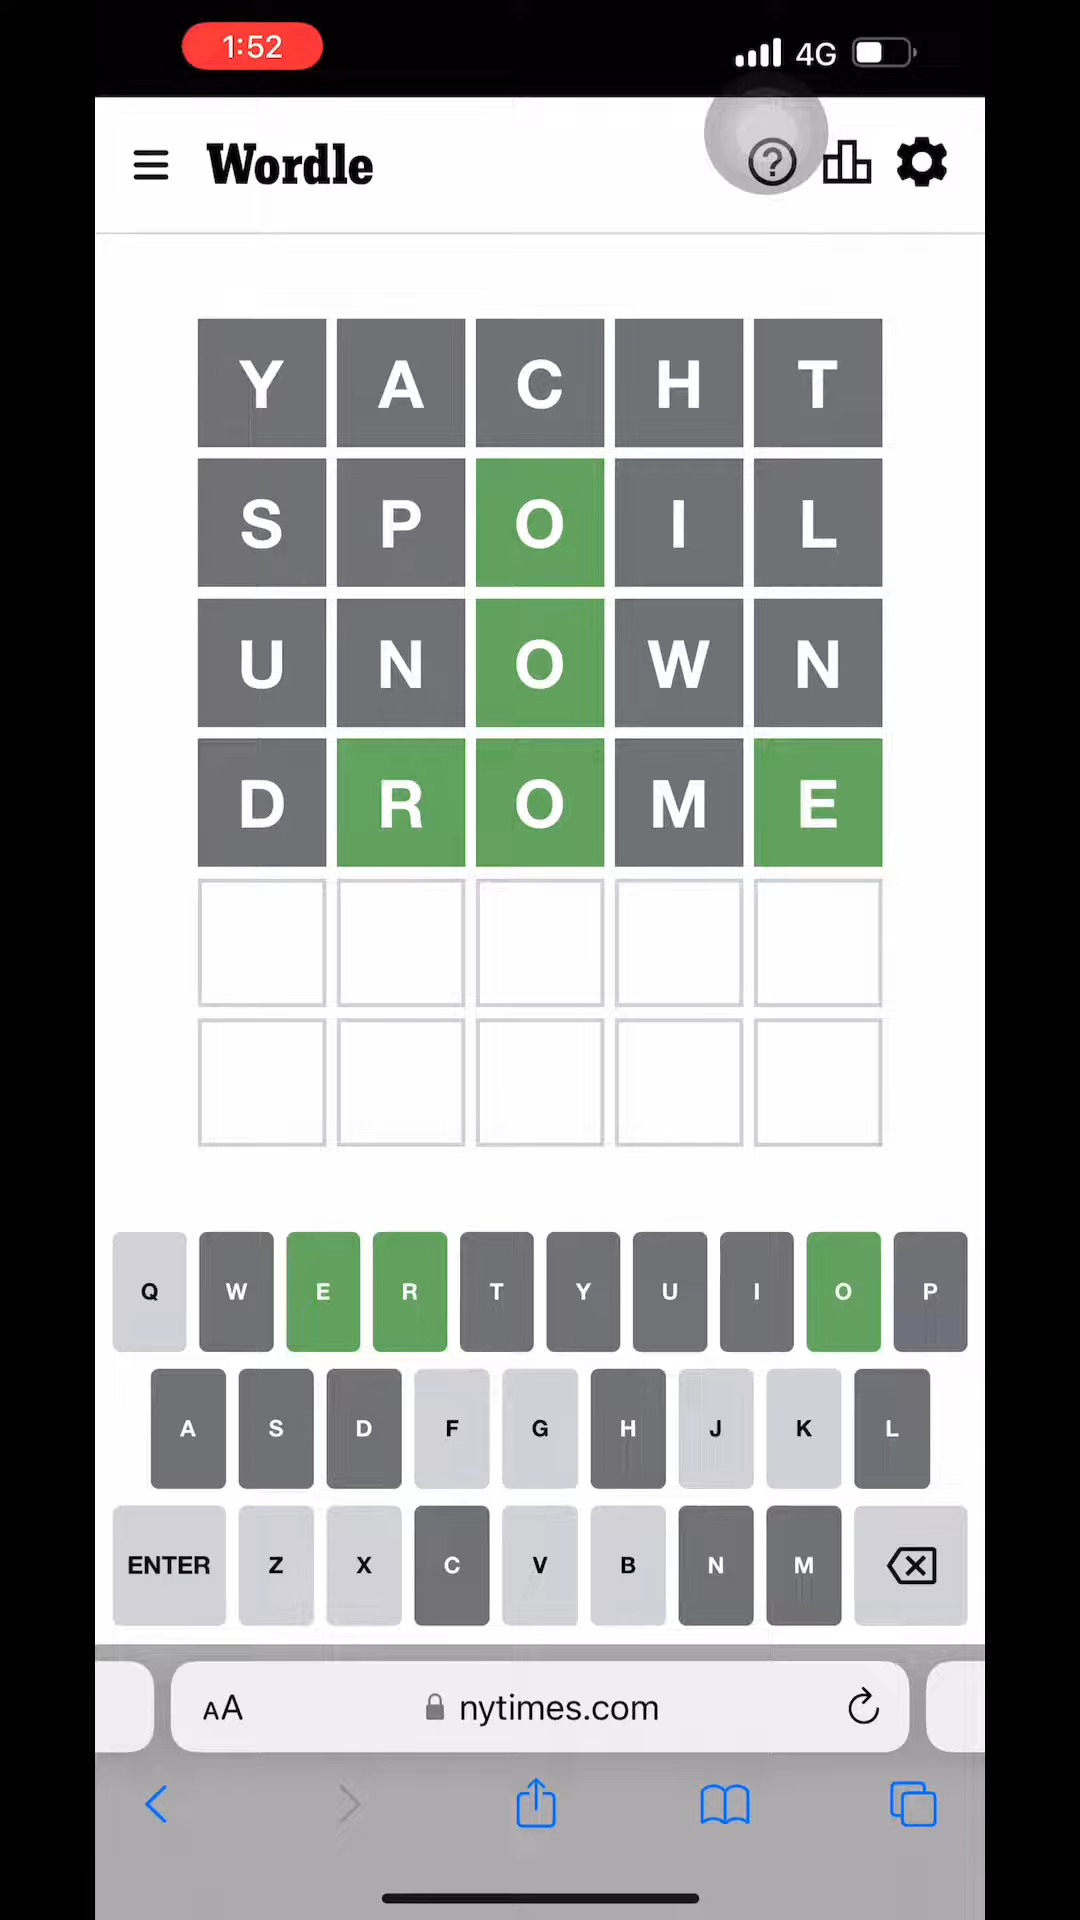 1:52 4G
Wordle
Y A C H T
S P O I L
U N O W N
D R O M E
Q W E R T Y U I O P
A S D F G H J K L
ENTER Z X C V B N M
AA nytimes.com